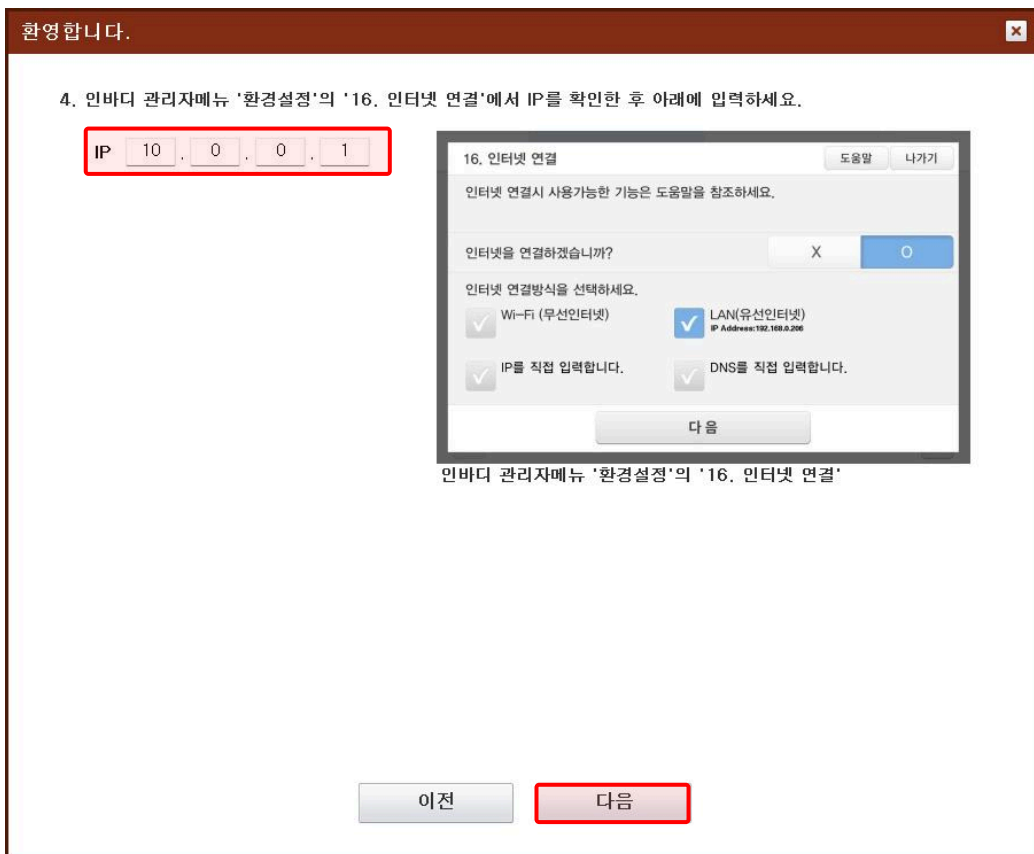 환영합니다.
4. 인바디 관리자메뉴 '환경설정'의 '16. 인터넷 연결'에서 IP를 확인한 후 아래에 입력하세요.
IP 10 . 0 . 0 . 1
16. 인터넷 연결 도움말 나가기
인터넷 연결시 사용가능한 기능은 도움말을 참조하세요.
인터넷을 연결하겠습니까? X O
인터넷 연결방식을 선택하세요.
Wi-Fi (무선인터넷) LAN(유선인터넷)
IP Address:192.168.0.206
IP를 직접 입력합니다. DNS를 직접 입력합니다.
다음
인바디 관리자메뉴 '환경설정'의 '16. 인터넷 연결'
이전 다음